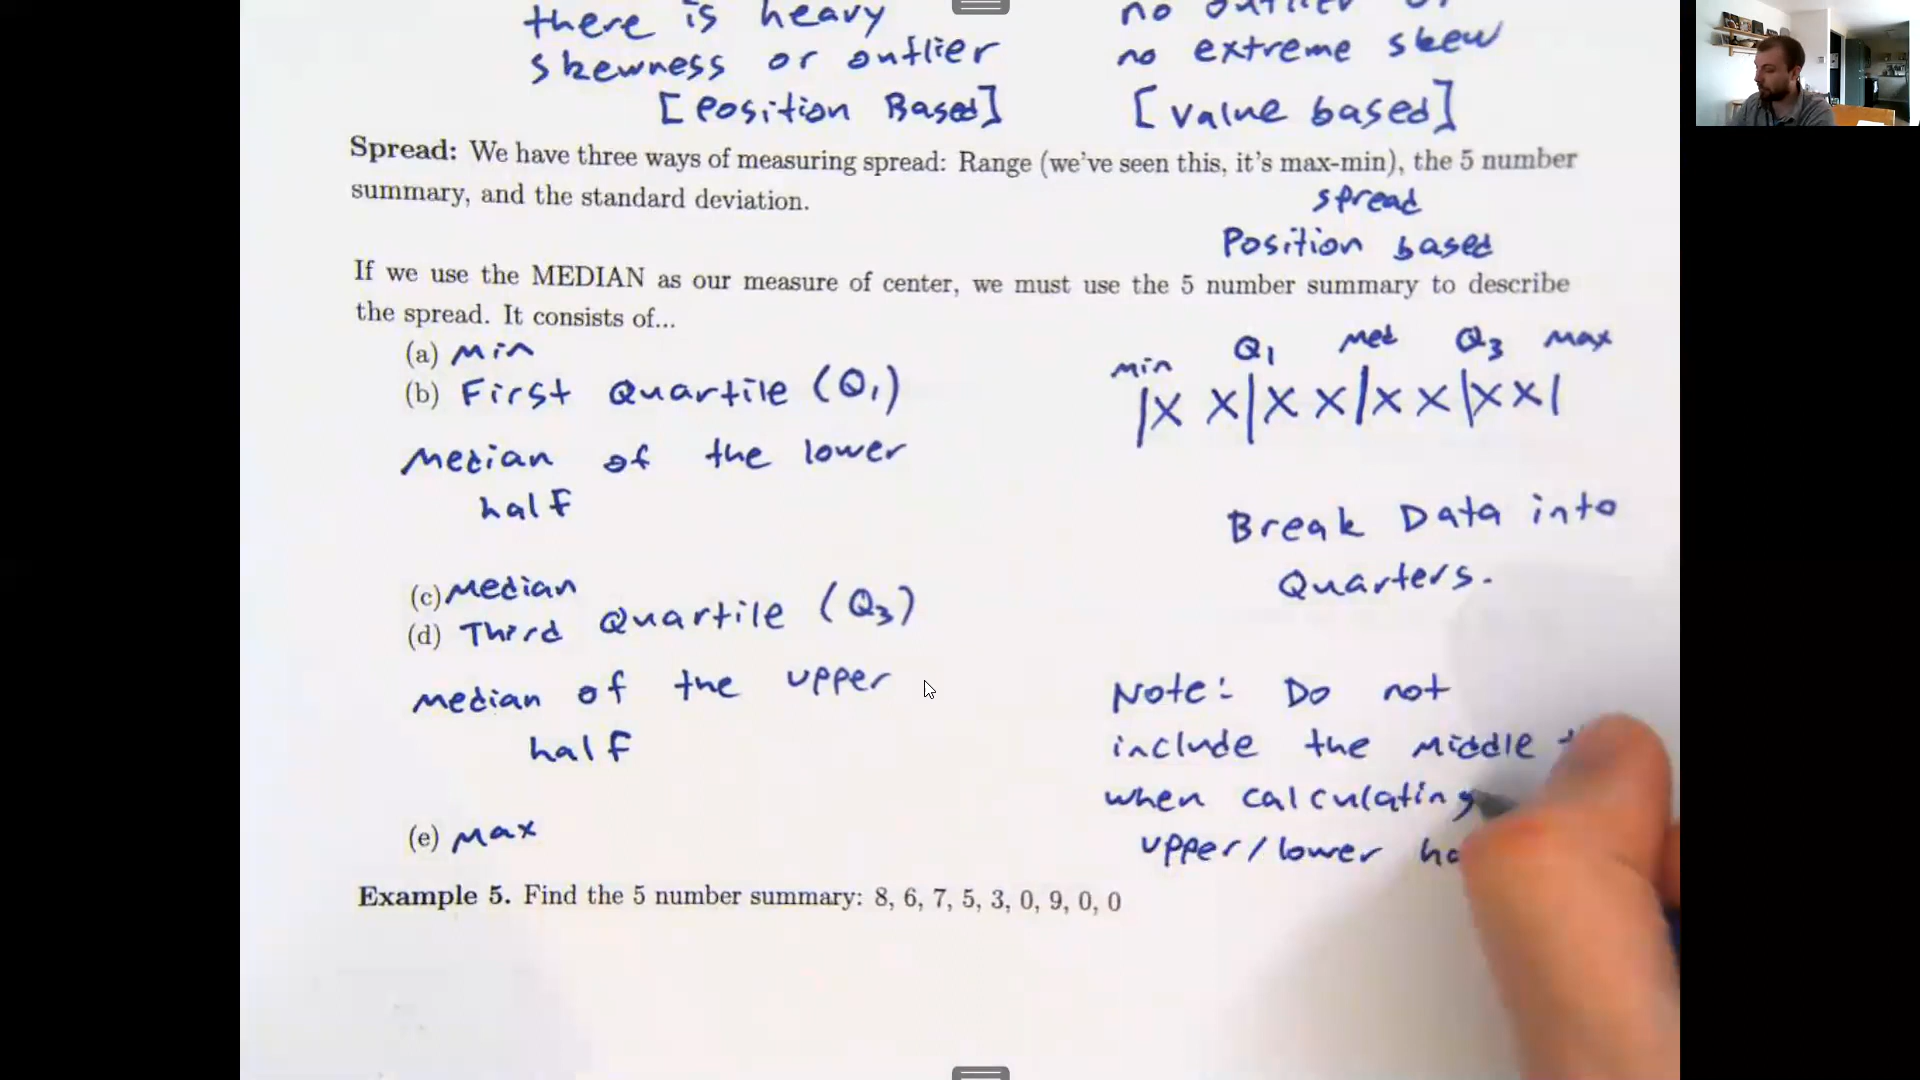 there is heavy
skewness or outlier
[Position Based]
no outlier or
no extreme skew
[value based]
Spread: We have three ways of measuring spread: Range (we've seen this, it's max-min), the 5 number
summary, and the standard deviation.
spread
Position based
If we use the MEDIAN as our measure of center, we must use the 5 number summary to describe
the spread. It consists of...
(a) Min
(b) First Quartile (Q1)
Median of the lower
half
(c) Median
(d) Third Quartile (Q3)
median of the upper
half
(e) Max
min Q1 Med Q3 Max
|X X|X X|X X|X X|
Break Data into
Quarters.
Note: Do not
include the middle
when calculating
upper/lower
Example 5. Find the 5 number summary: 8, 6, 7, 5, 3, 0, 9, 0, 0